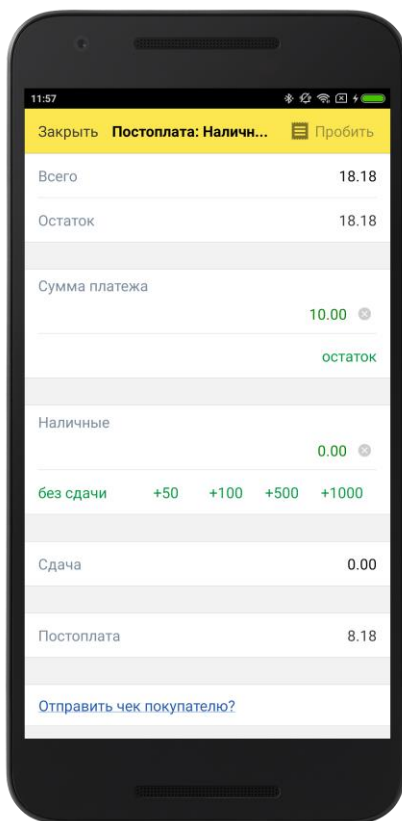 11:57
Закрыть Постоплата: Наличн... Пробить
Всего 18.18
Остаток 18.18
Сумма платежа
10.00
остаток
Наличные
0.00
без сдачи +50 +100 +500 +1000
Сдача 0.00
Постоплата 8.18
Отправить чек покупателю?